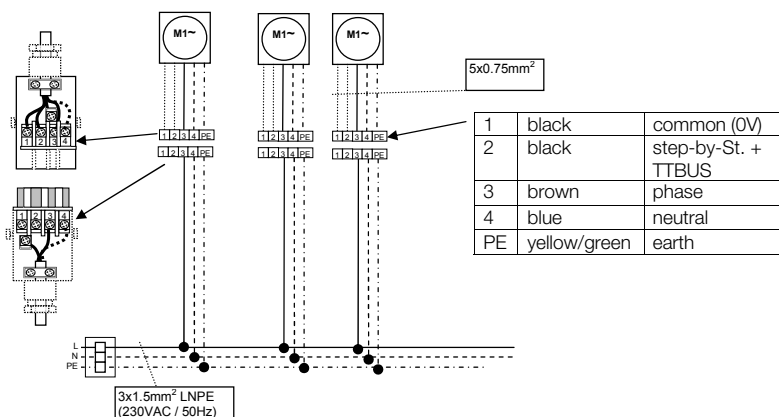 M1~ M1~ M1~
5x0.75mm²
1 2 3 4 PE 1 2 3 4 PE 1 2 3 4 PE
1 2 3 4 PE 1 2 3 4 PE 1 2 3 4 PE
1 2 3 4
1 2 3 4
1 black common (0V)
2 black step-by-St. +
TTBUS
3 brown phase
4 blue neutral
PE yellow/green earth
L
N
PE
3x1.5mm² LNPE
(230VAC / 50Hz)